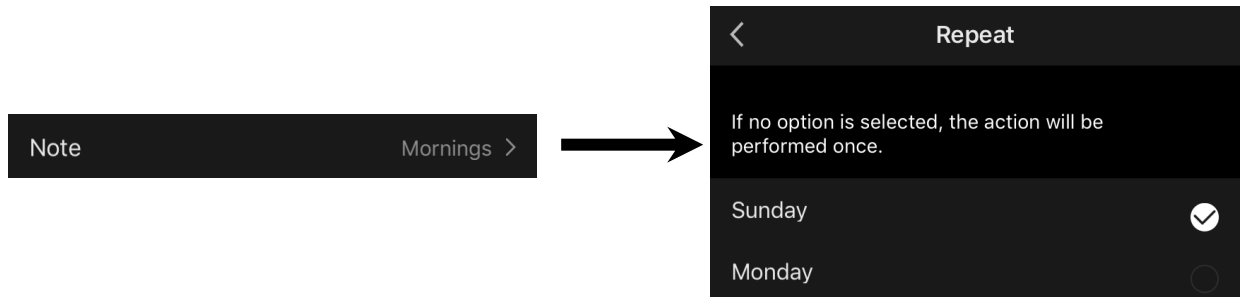 Note Mornings
Repeat
If no option is selected, the action will be
performed once.
Sunday
Monday